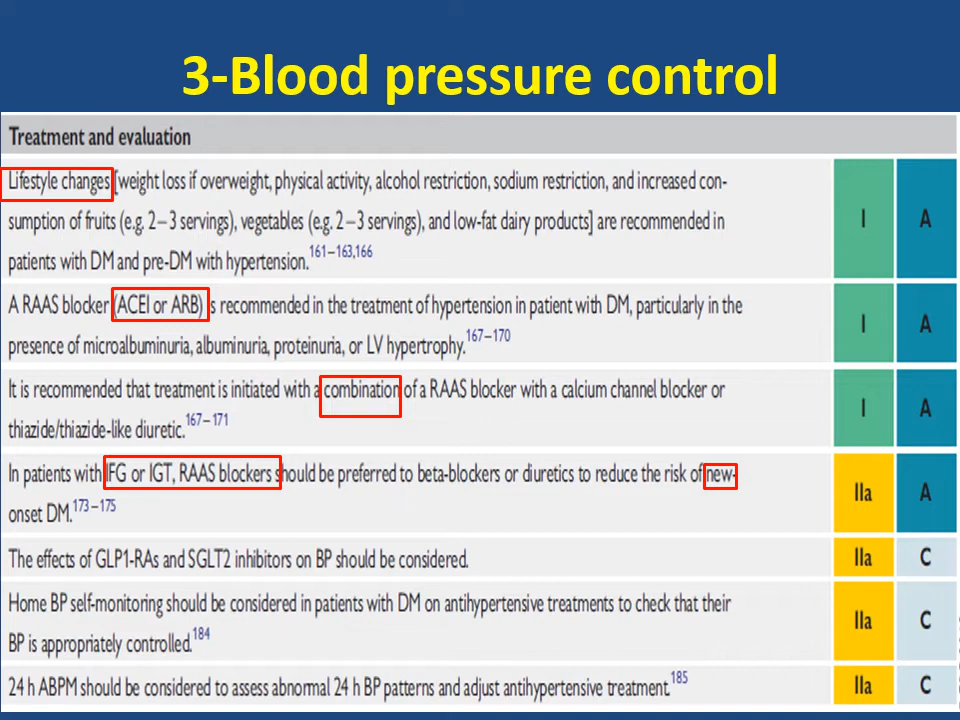 3-Blood pressure control
Treatment and evaluation
Lifestyle changes [weight loss if overweight, physical activity, alcohol restriction, sodium restriction, and increased con-
sumption of fruits (e.g. 2–3 servings), vegetables (e.g. 2–3 servings), and low-fat dairy products] are recommended in
patients with DM and pre-DM with hypertension.161–163,166
I A
A RAAS blocker (ACEI or ARB) is recommended in the treatment of hypertension in patient with DM, particularly in the
presence of microalbuminuria, albuminuria, proteinuria, or LV hypertrophy.167–170
I A
It is recommended that treatment is initiated with a combination of a RAAS blocker with a calcium channel blocker or
thiazide/thiazide-like diuretic.167–171
I A
In patients with IFG or IGT, RAAS blockers should be preferred to beta-blockers or diuretics to reduce the risk of new-
onset DM.173–175
IIa A
The effects of GLP1-RAs and SGLT2 inhibitors on BP should be considered.
IIa C
Home BP self-monitoring should be considered in patients with DM on antihypertensive treatments to check that their
BP is appropriately controlled.184
IIa C
24 h ABPM should be considered to assess abnormal 24 h BP patterns and adjust antihypertensive treatment.185
IIa C